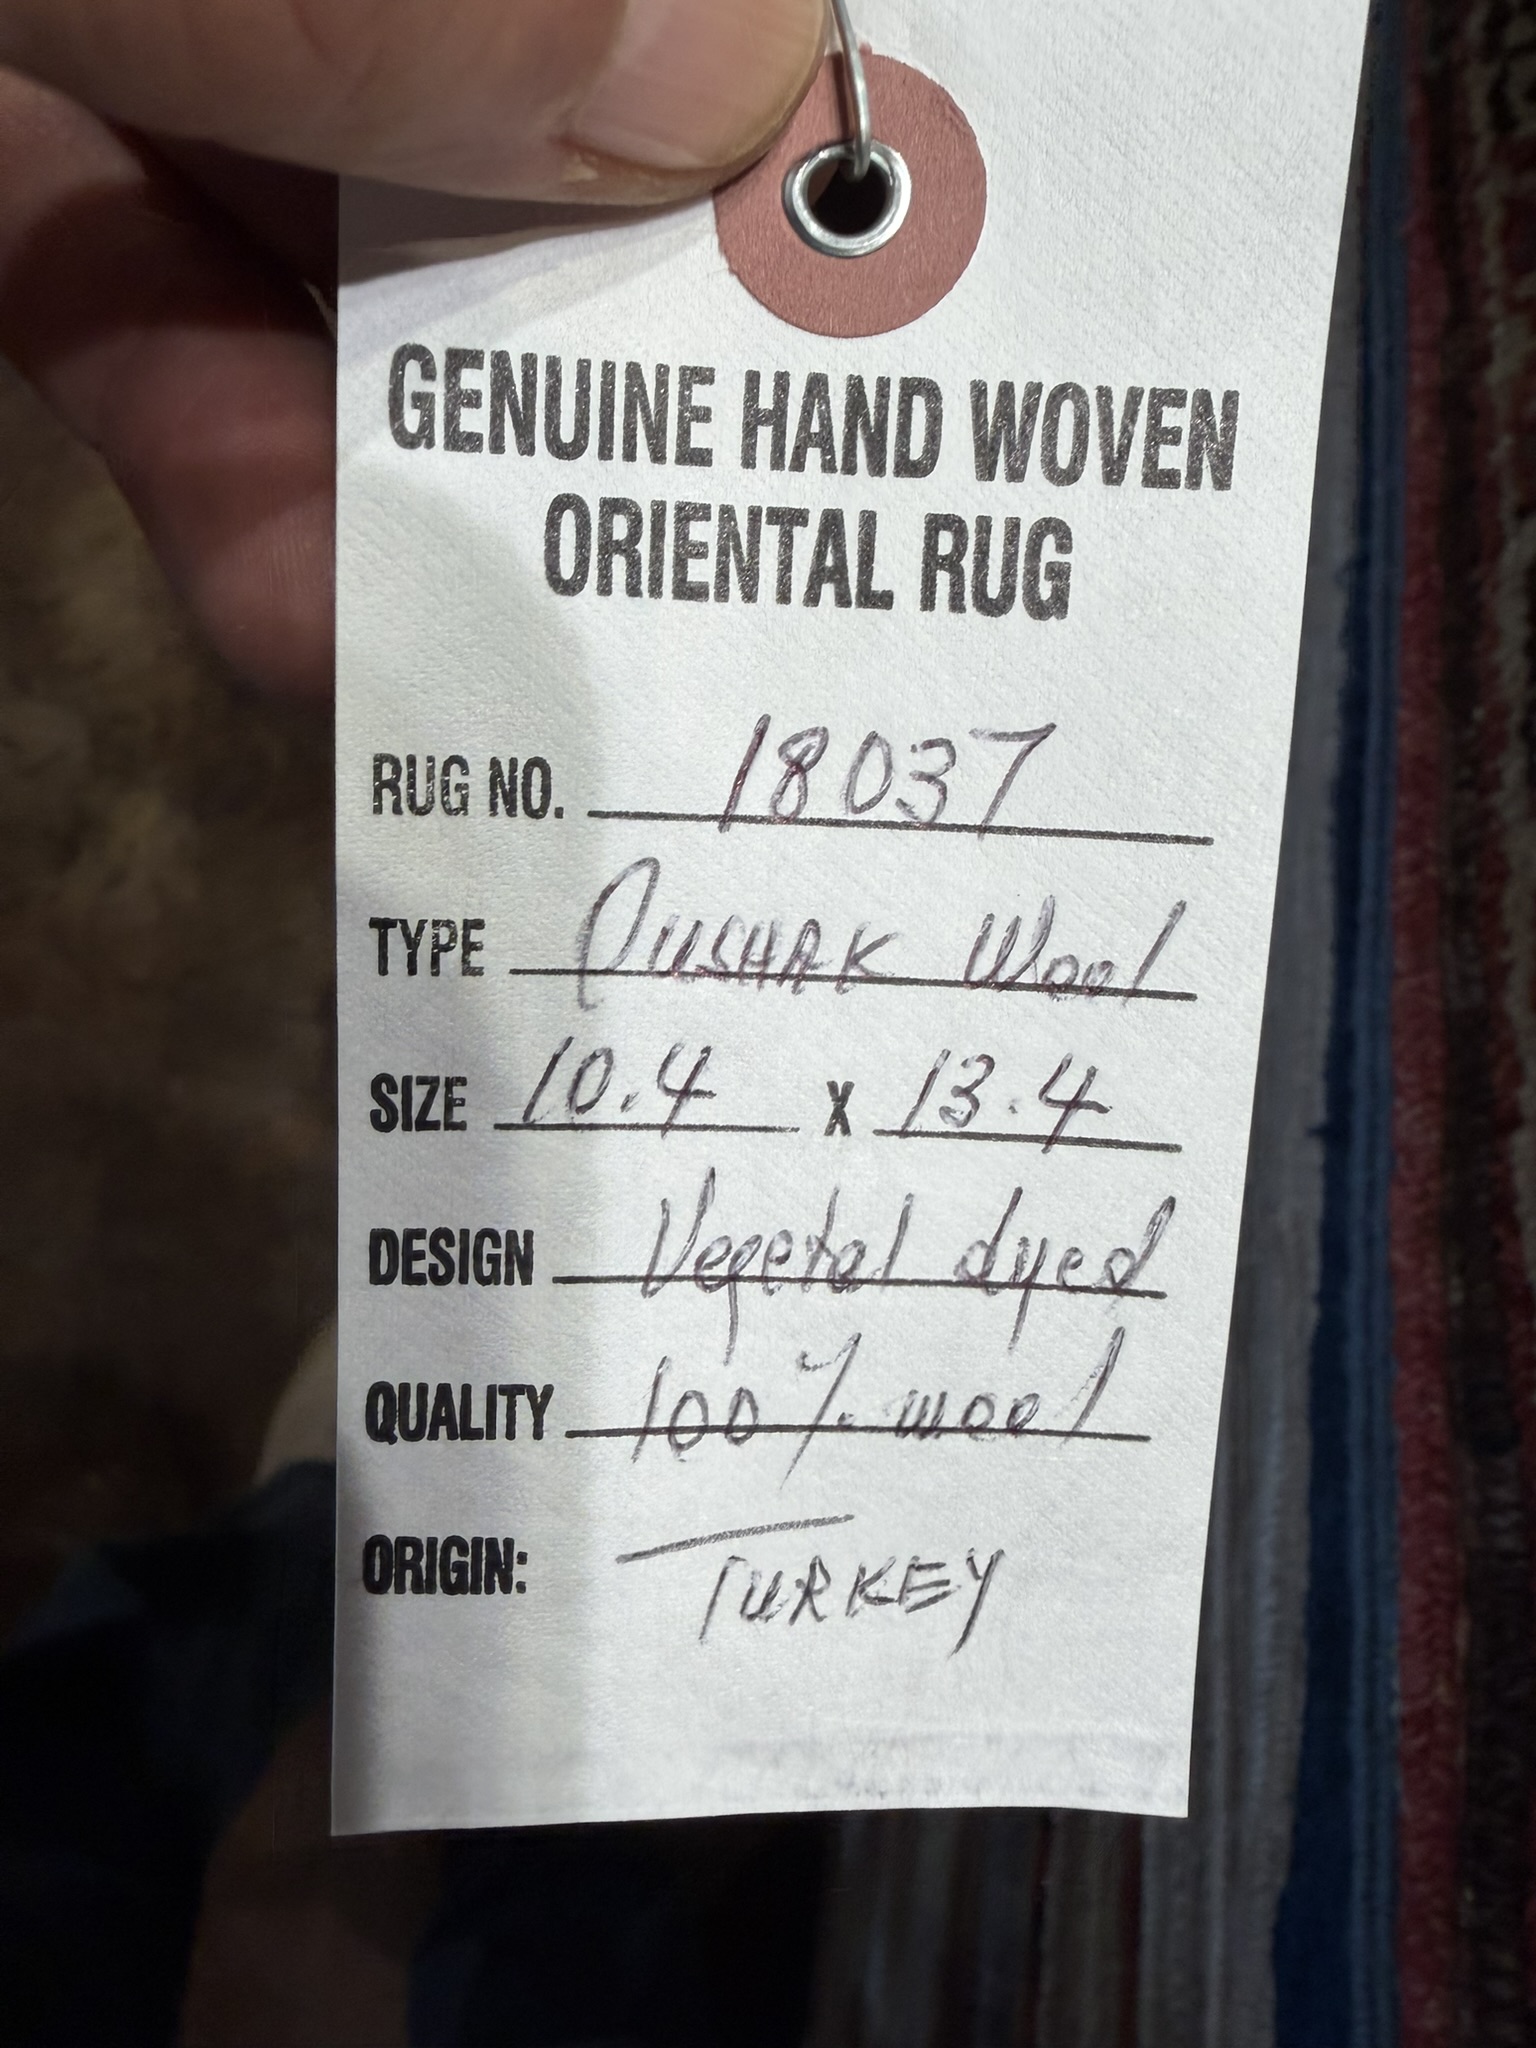 GENUINE HAND WOVEN
ORIENTAL RUG
RUG NO. 18037
TYPE OUSHAK Wool
SIZE 10.4 X 13.4
DESIGN Vegetal dyed
QUALITY 100% wool
ORIGIN: TURKEY